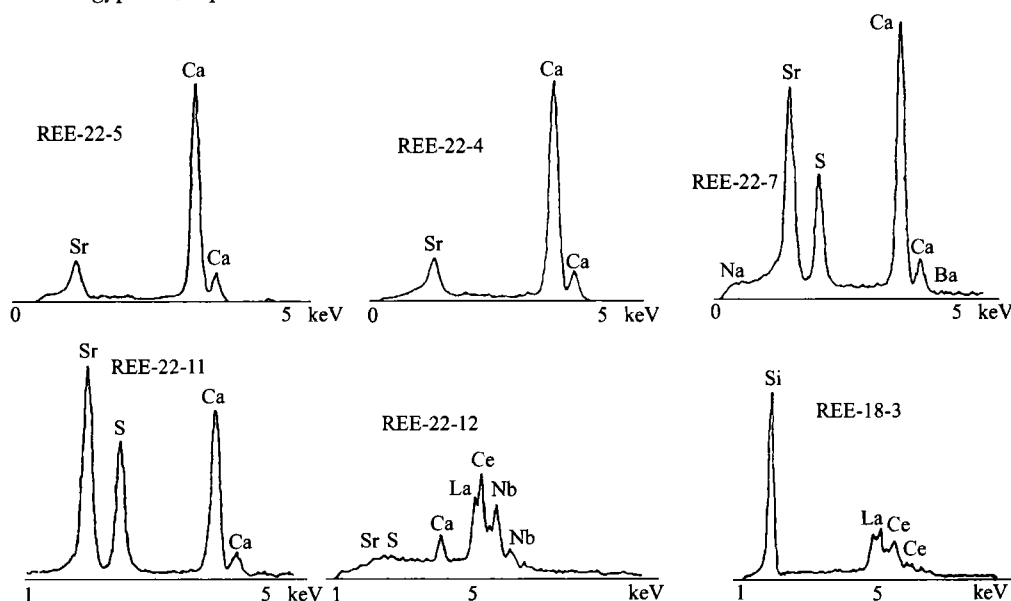 Ca
Sr
Ca
REE-22-5
0 5 keV
Ca
Sr
Ca
REE-22-4
0 5 keV
Ca
Sr
S
REE-22-7
Na
Ca
Ba
0 5 keV
Sr
REE-22-11
S
Ca
Ca
1 5 keV
REE-22-12
Ce
La
Nb
Ca
Nb
Sr S
1 5 keV
Si
REE-18-3
La
Ce
Ce
1 5 keV